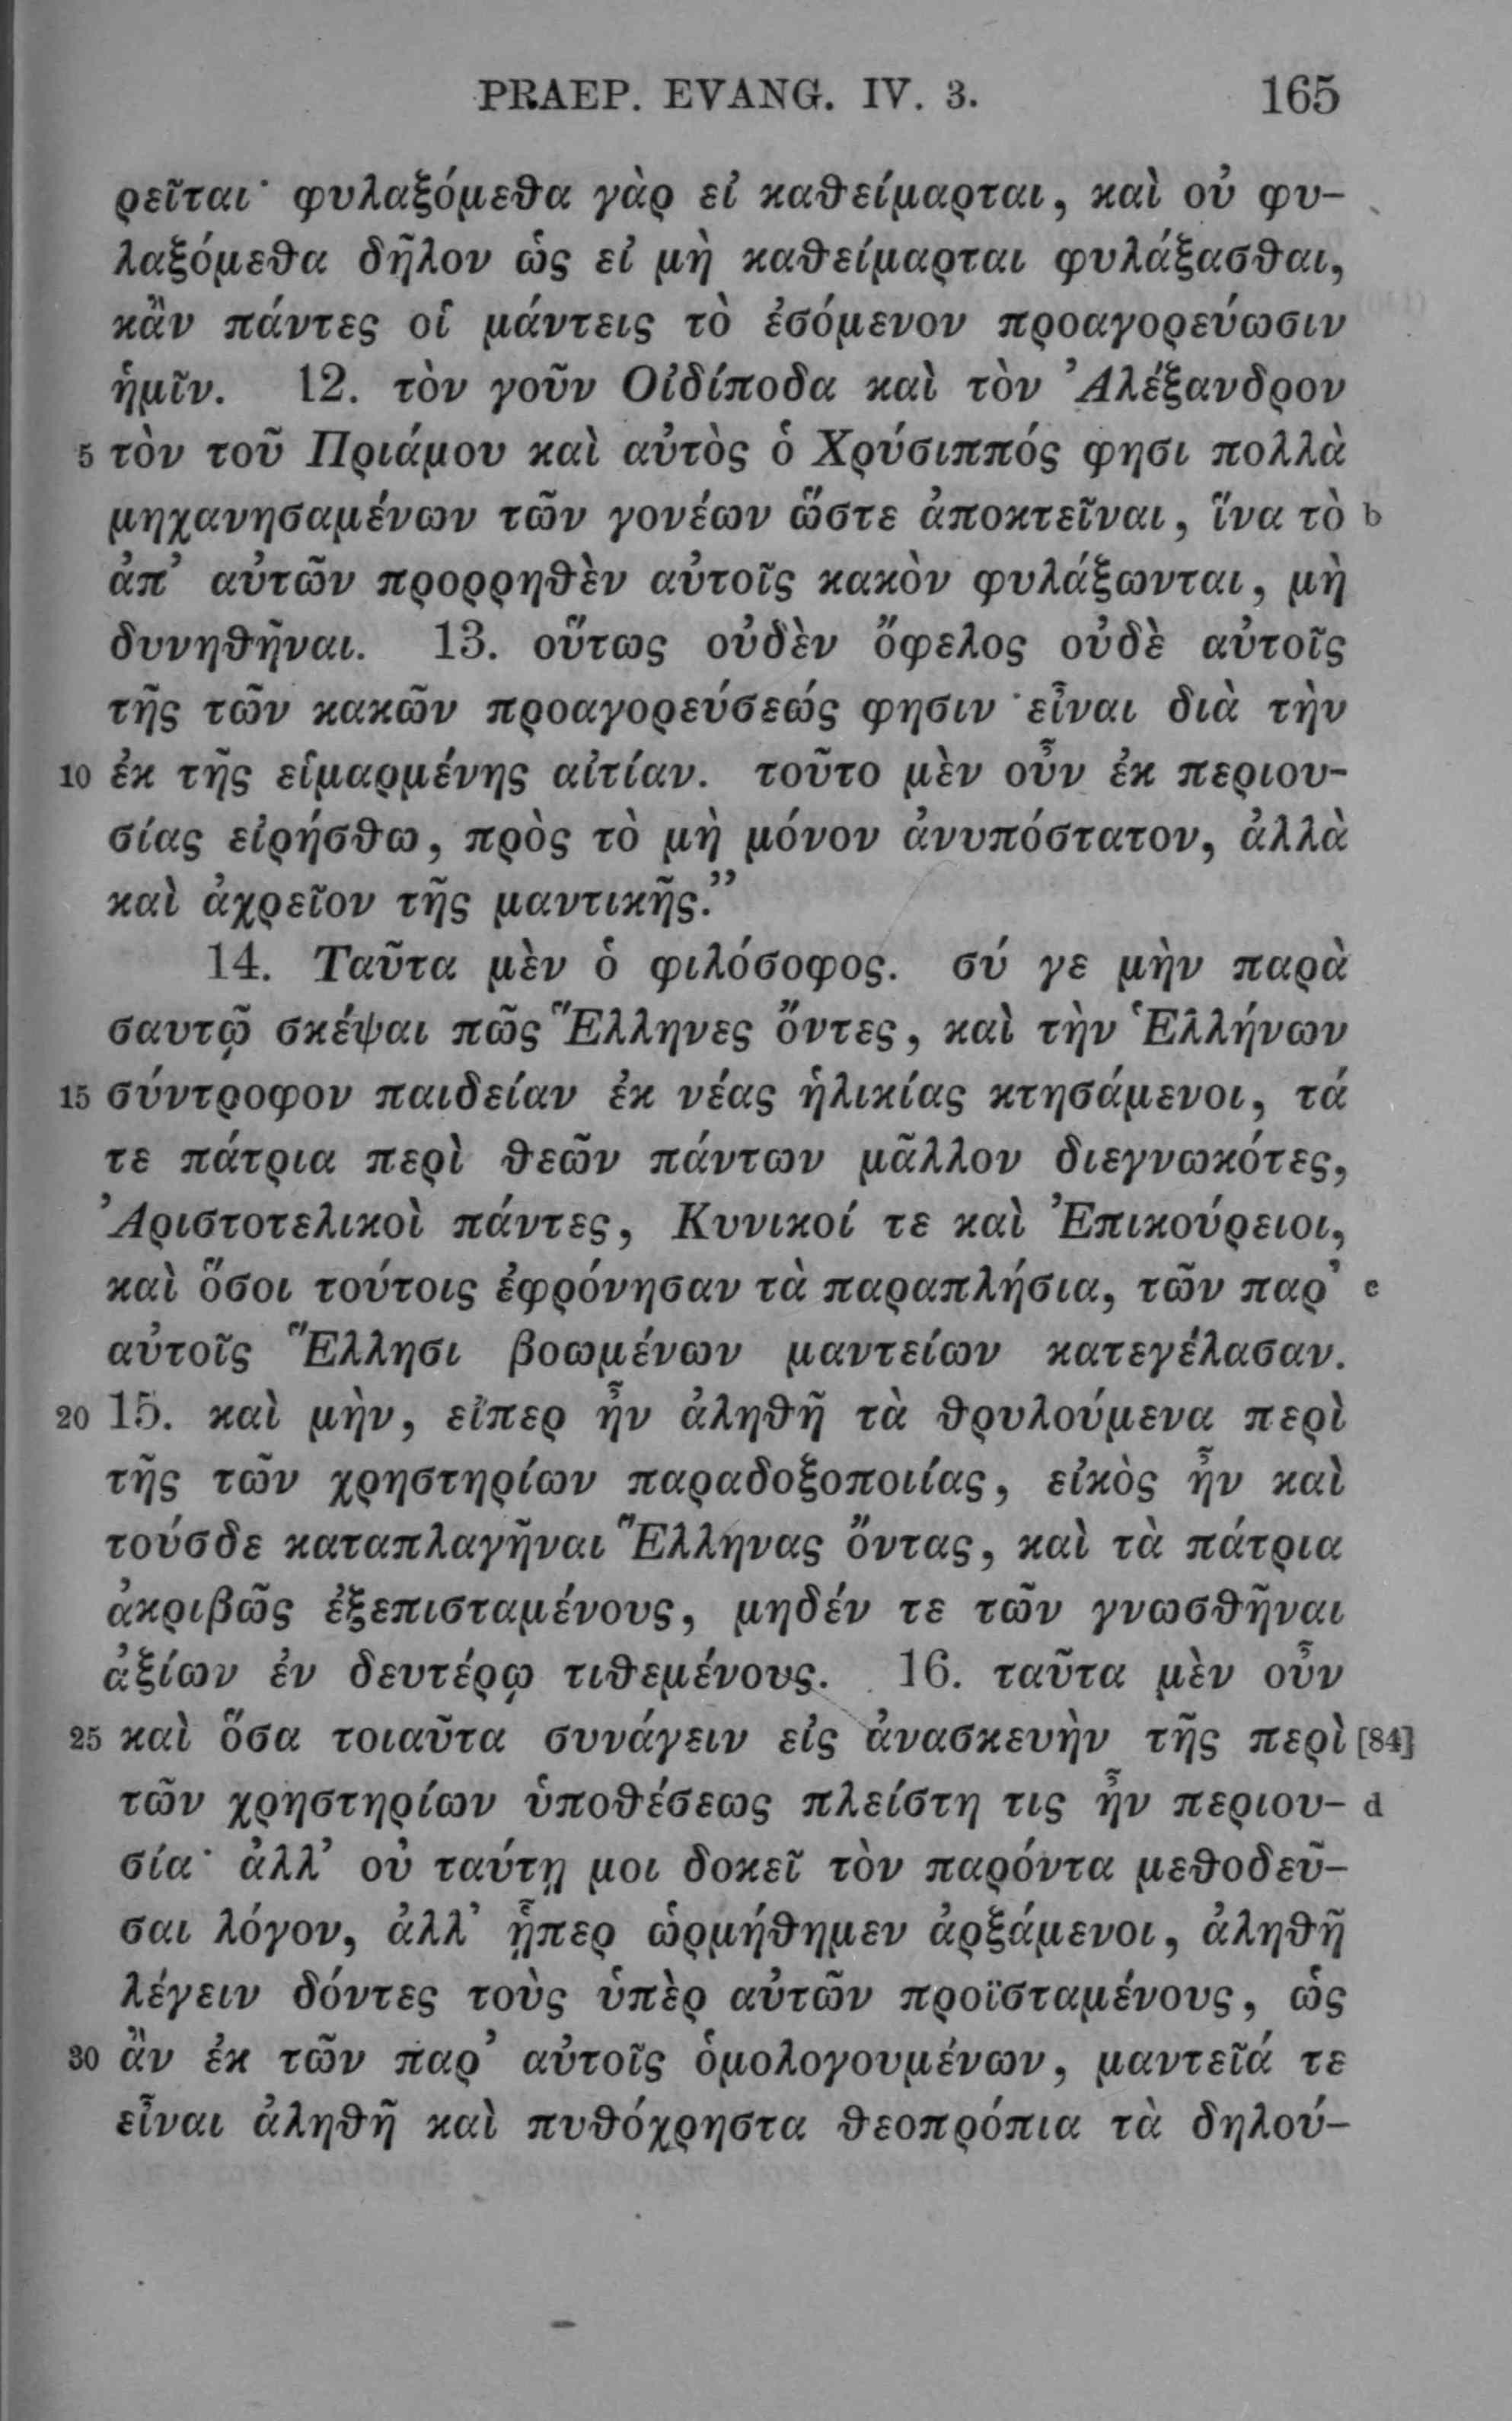 PRAEP. EVANG. IV. 3. 165
ρεῖται· φυλαξόμεθα γὰρ εἰ καθείμαρται, καὶ οὐ φυ-
λαξόμεθα δῆλον ὡς εἰ μὴ καθείμαρται φυλάξασθαι,
κἂν πάντες οἱ μάντεις τὸ ἐσόμενον προαγορεύωσιν
ἡμῖν. 12. τὸν γοῦν Οἰδίποδα καὶ τὸν Ἀλέξανδρον
5 τὸν τοῦ Πριάμου καὶ αὐτὸς ὁ Χρύσιππός φησι πολλὰ
μηχανησαμένων τῶν γονέων ὥστε ἀποκτεῖναι, ἵνα τὸ b
ἀπ’ αὐτῶν προρρηθὲν αὐτοῖς κακὸν φυλάξωνται, μὴ
δυνηθῆναι. 13. οὕτως οὐδὲν ὄφελος οὐδὲ αὐτοῖς
τῆς τῶν κακῶν προαγορεύσεώς φησιν εἶναι διὰ τὴν
10 ἐκ τῆς εἱμαρμένης αἰτίαν. τοῦτο μὲν οὖν ἐκ περιου-
σίας εἰρήσθω, πρὸς τὸ μὴ μόνον ἀνυπόστατον, ἀλλὰ
καὶ ἀχρεῖον τῆς μαντικῆς.”
14. Ταῦτα μὲν ὁ φιλόσοφος. σύ γε μὴν παρὰ
σαυτῷ σκέψαι πῶς Ἕλληνες ὄντες, καὶ τὴν Ἑλλήνων
15 σύντροφον παιδείαν ἐκ νέας ἡλικίας κτησάμενοι, τά
τε πάτρια περὶ θεῶν πάντων μᾶλλον διεγνωκότες,
Ἀριστοτελικοὶ πάντες, Κυνικοί τε καὶ Ἐπικούρειοι,
καὶ ὅσοι τούτοις ἐφρόνησαν τὰ παραπλήσια, τῶν παρ’ c
αὐτοῖς Ἕλλησι βοωμένων μαντείων κατεγέλασαν.
20 15. καὶ μὴν, εἴπερ ἦν ἀληθῆ τὰ θρυλούμενα περὶ
τῆς τῶν χρηστηρίων παραδοξοποιίας, εἰκὸς ἦν καὶ
τούσδε καταπλαγῆναι Ἕλληνας ὄντας, καὶ τὰ πάτρια
ἀκριβῶς ἐξεπισταμένους, μηδέν τε τῶν γνωσθῆναι
ἀξίων ἐν δευτέρῳ τιθεμένους. 16. ταῦτα μὲν οὖν
25 καὶ ὅσα τοιαῦτα συνάγειν εἰς ἀνασκευὴν τῆς περὶ [84]
τῶν χρηστηρίων ὑποθέσεως πλείστη τις ἦν περιου- d
σία· ἀλλ’ οὐ ταύτῃ μοι δοκεῖ τὸν παρόντα μεθοδεῦ-
σαι λόγον, ἀλλ’ ᾗπερ ὡρμήθημεν ἀρξάμενοι, ἀληθῆ
λέγειν δόντες τοὺς ὑπὲρ αὐτῶν προϊσταμένους, ὡς
30 ἂν ἐκ τῶν παρ’ αὐτοῖς ὁμολογουμένων, μαντεῖά τε
εἶναι ἀληθῆ καὶ πυθόχρηστα θεοπρόπια τὰ δηλού-